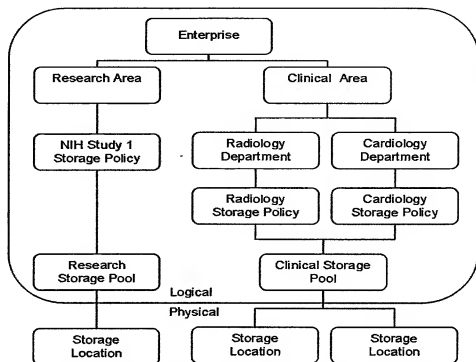 Enterprise
Research Area
Clinical Area
NIH Study 1
Storage Policy
Radiology
Department
Cardiology
Department
Radiology
Storage Policy
Cardiology
Storage Policy
Research
Storage Pool
Clinical Storage
Pool
Logical
Physical
Storage
Location
Storage
Location
Storage
Location